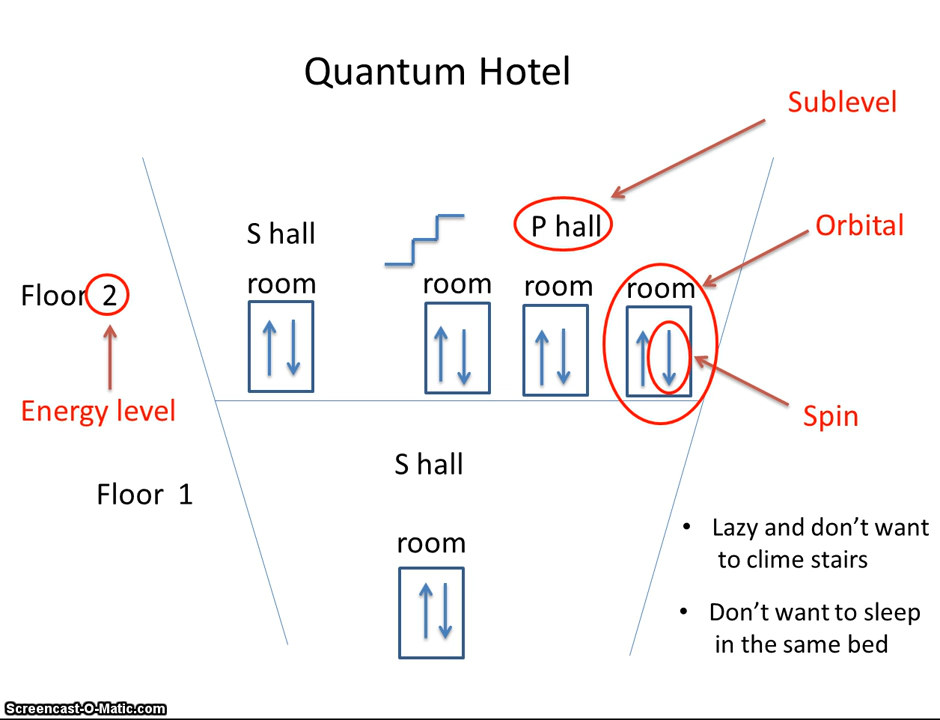 Quantum Hotel
Sublevel
S hall
P hall
Orbital
room
room
room
room
Floor 2
Energy level
Spin
S hall
Floor 1
room
• Lazy and don’t want
to clime stairs
• Don’t want to sleep
in the same bed
Screencast-O-Matic.com